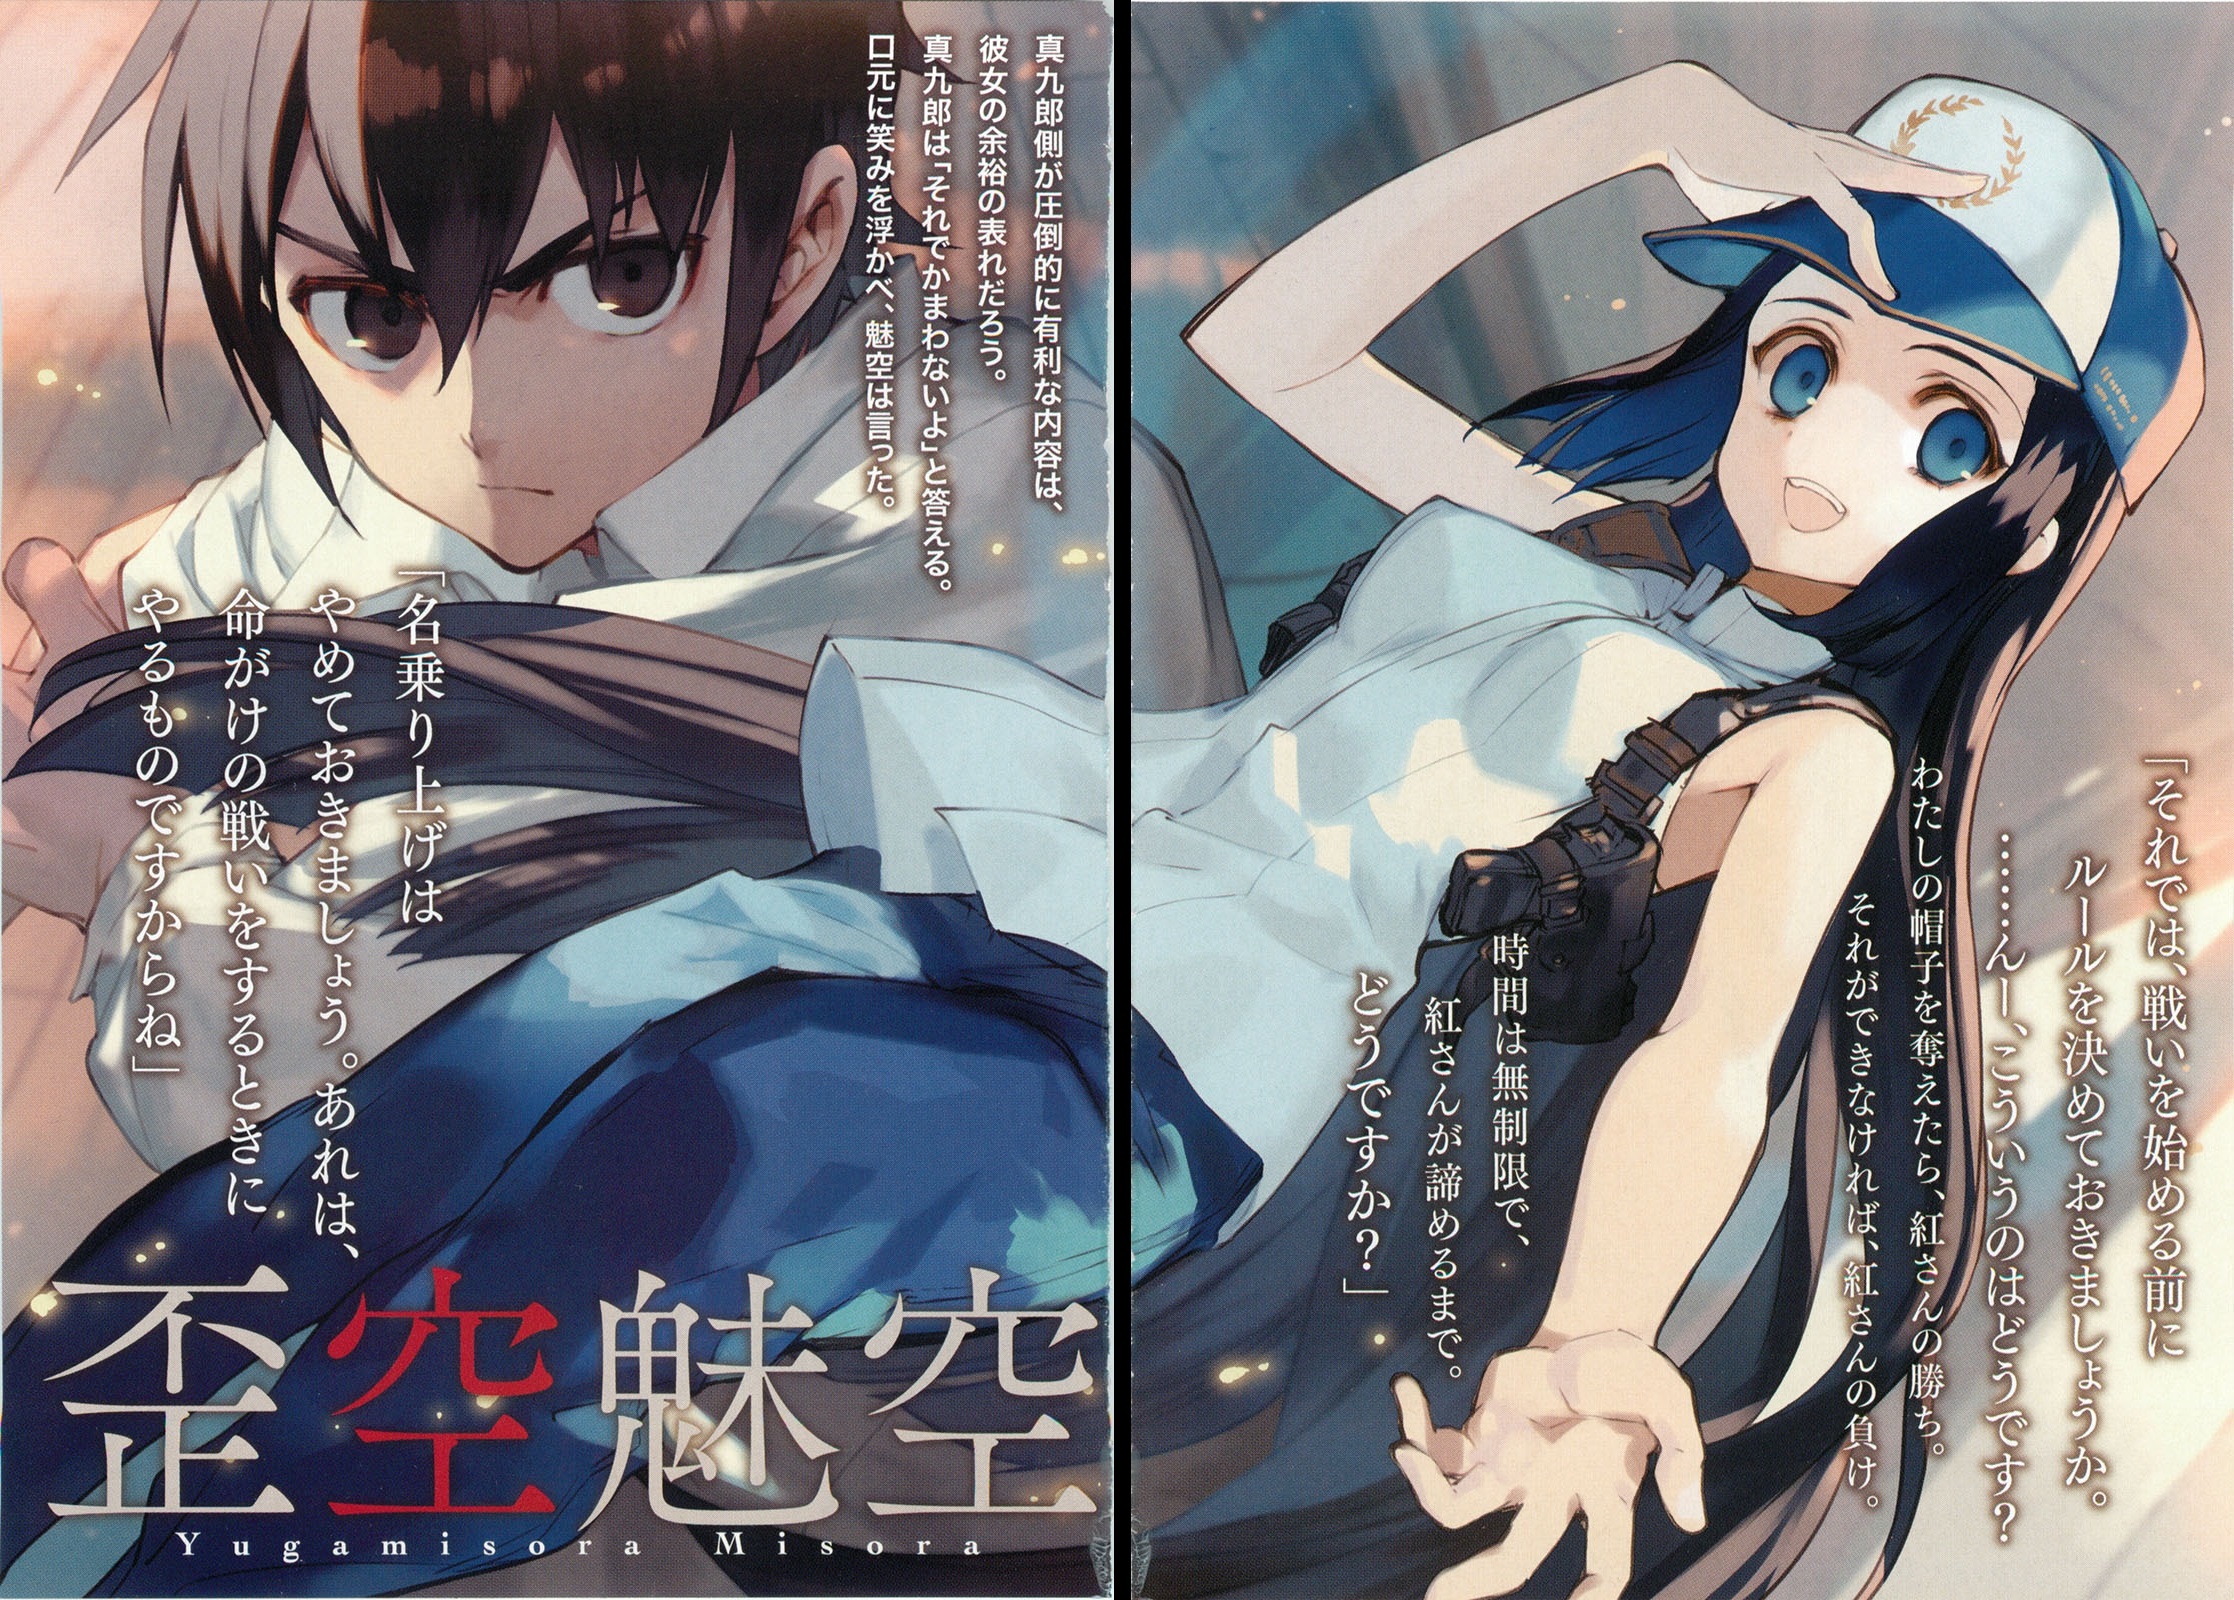 「それでは、戦いを始める前に
ルールを決めておきましょうか。
……んー、こういうのはどうです？
わたしの帽子を奪えたら、紅さんの勝ち。
それができなければ、紅さんの負け。
時間は無制限で、
紅さんが諦めるまで。
どうですか？」
真九郎側が圧倒的に有利な内容は、
彼女の余裕の表れだろう。
真九郎は「それでかまわないよ」と答える。
口元に笑みを浮かべ、魅空は言った。
「名乗り上げは
やめておきましょう。あれは、
命がけの戦いをするときに
やるものですからね」
歪空魅空
Yugamisora Misora